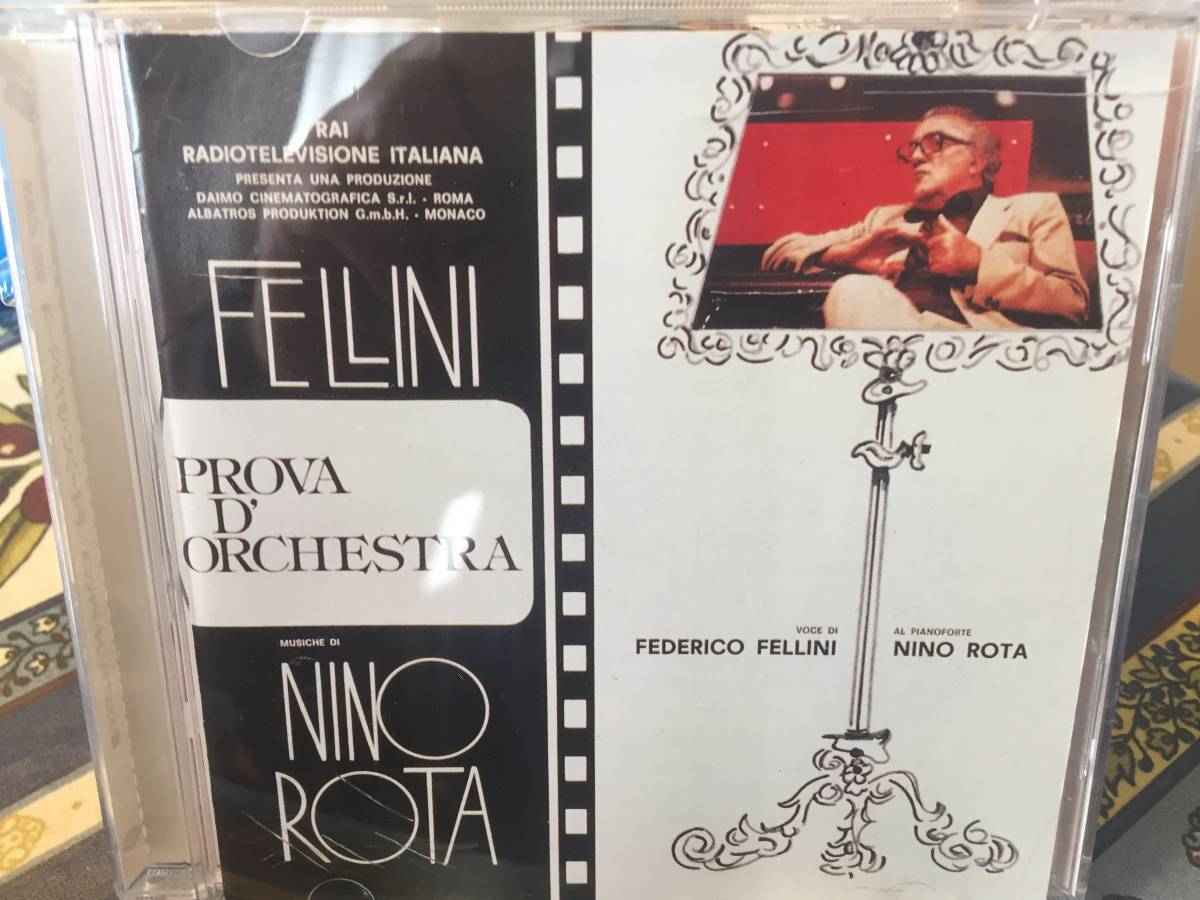 RAI
RADIOTELEVISIONE ITALIANA
PRESENTA UNA PRODUZIONE
DAIMO CINEMATOGRAFICA S.r.l. - ROMA
ALBATROS PRODUKTION G.m.b.H. - MONACO
FELLINI
PROVA
D'
ORCHESTRA
MUSICHE DI
NINO
ROTA
VOCE DI
FEDERICO FELLINI
AL PIANOFORTE
NINO ROTA